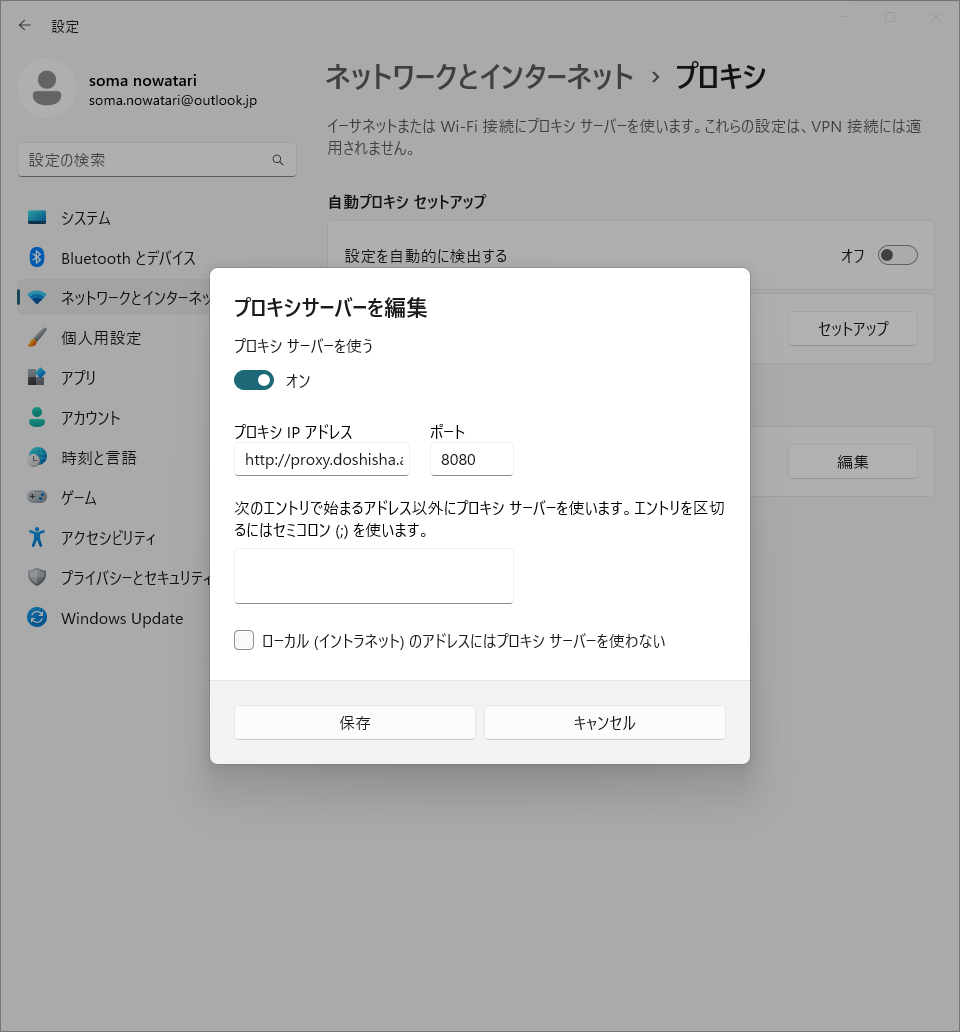 設定
soma nowatari
soma.nowatari@outlook.jp
設定の検索
システム
Bluetooth とデバイス
ネットワークとインターネッ
個人用設定
アプリ
アカウント
時刻と言語
ゲーム
アクセシビリティ
プライバシーとセキュリティ
Windows Update
ネットワークとインターネット › プロキシ
イーサネットまたは Wi-Fi 接続にプロキシ サーバーを使います。これらの設定は、VPN 接続には適
用されません。
自動プロキシ セットアップ
設定を自動的に検出する オフ
セットアップ
編集
プロキシサーバーを編集
プロキシ サーバーを使う
オン
プロキシ IP アドレス ポート
http://proxy.doshisha.a 8080
次のエントリで始まるアドレス以外にプロキシ サーバーを使います。エントリを区切
るにはセミコロン (;) を使います。
ローカル (イントラネット) のアドレスにはプロキシ サーバーを使わない
保存 キャンセル